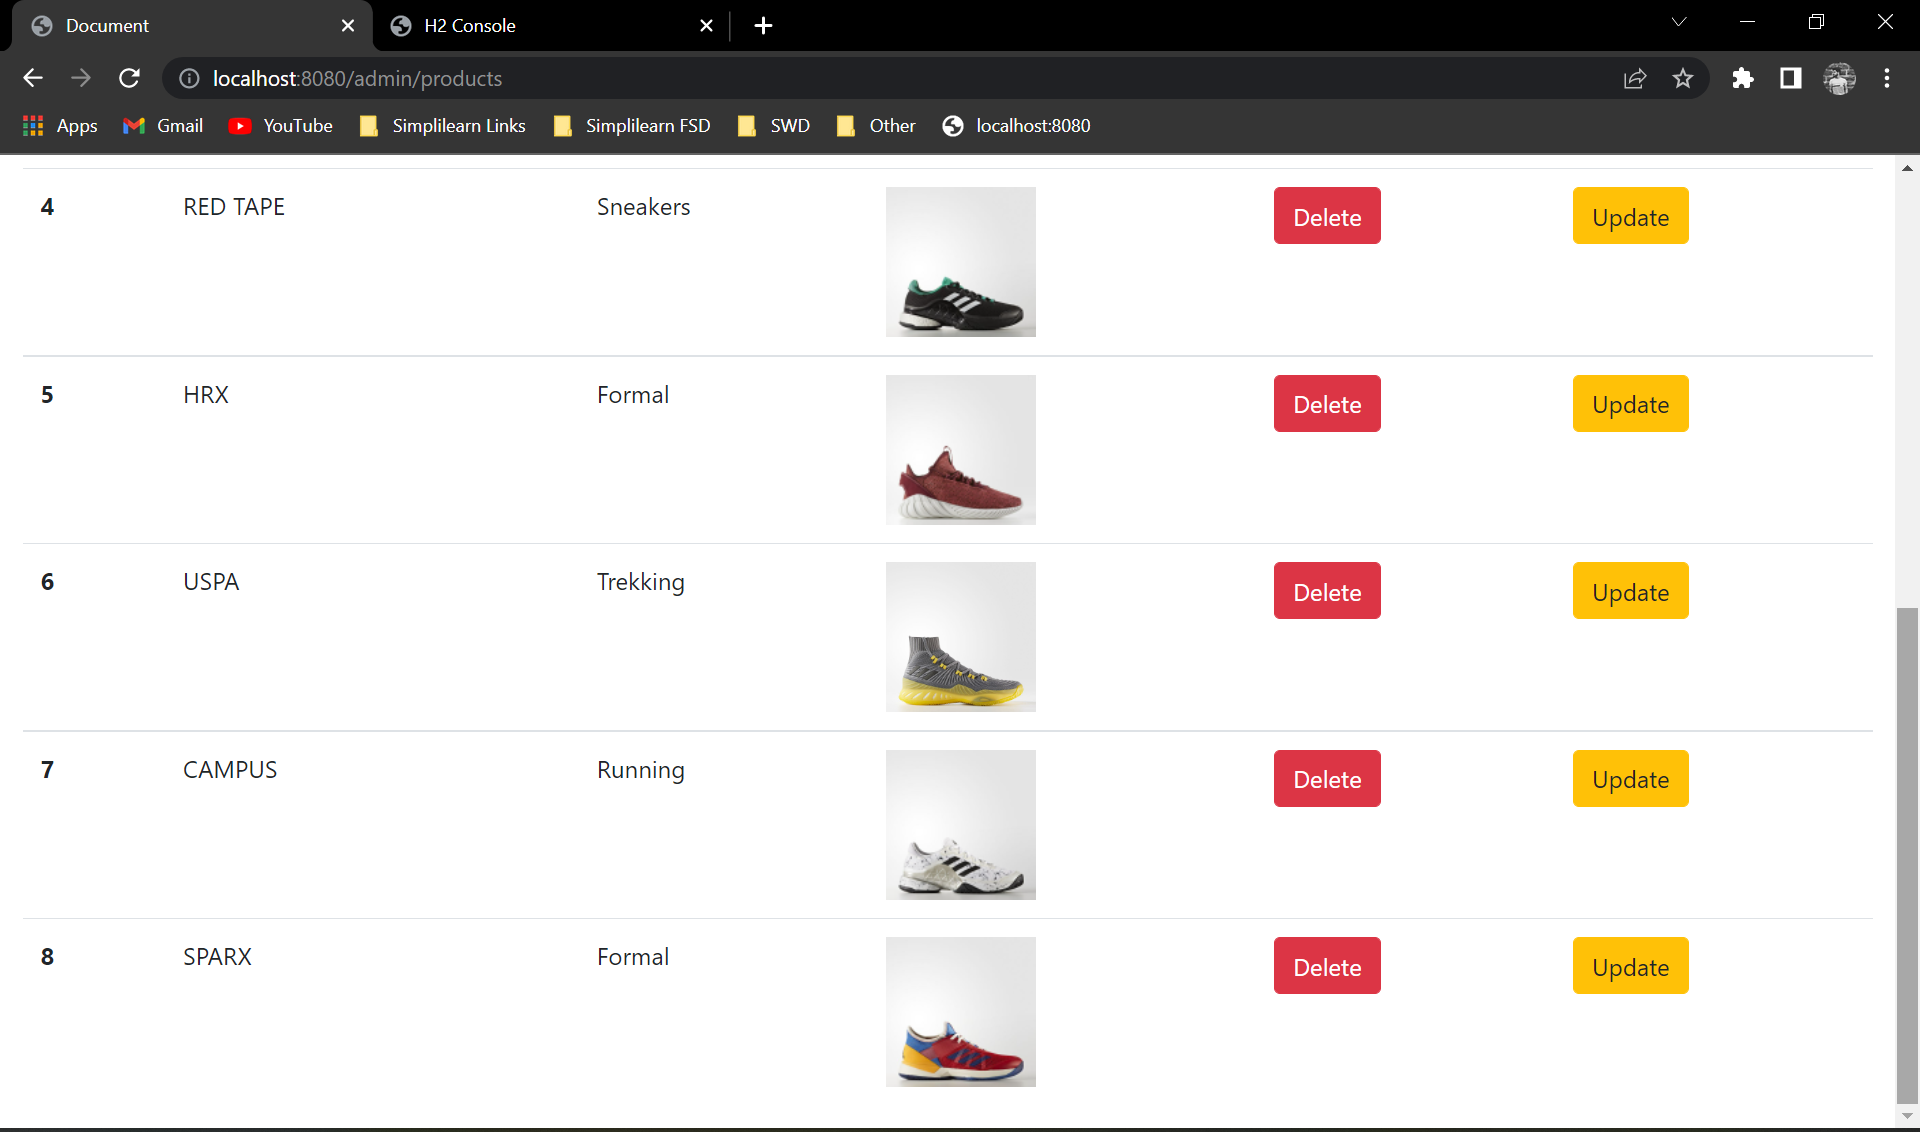 Document
H2 Console
localhost:8080/admin/products
Apps
Gmail
YouTube
Simplilearn Links
Simplilearn FSD
SWD
Other
localhost:8080
4 RED TAPE Sneakers Delete Update
5 HRX Formal Delete Update
6 USPA Trekking Delete Update
7 CAMPUS Running Delete Update
8 SPARX Formal Delete Update